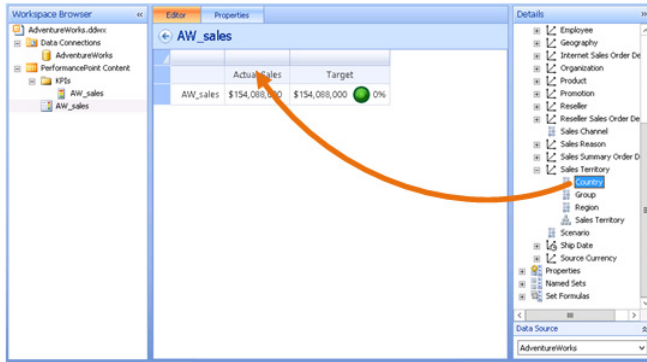 Workspace Browser «
AdventureWorks.ddwx
Data Connections
AdventureWorks
PerformancePoint Content
KPIs
AW_sales
AW_sales
Editor Properties
AW_sales
Actual Sales Target
AW_sales $154,088,000 $154,088,000 0%
Details »
Employee
Geography
Internet Sales Order De
Organization
Product
Promotion
Reseller
Reseller Sales Order De
Sales Channel
Sales Reason
Sales Summary Order D
Sales Territory
Country
Group
Region
Sales Territory
Scenario
Ship Date
Source Currency
Properties
Named Sets
Set Formulas
Data Source
AdventureWorks